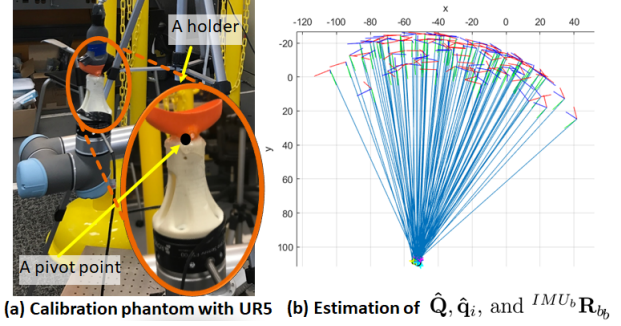 A holder
A pivot point
(a) Calibration phantom with UR5
x
-120 -100 -80 -60 -40 -20 0 20 40
-20
0
20
40
60
80
100
y
(b) Estimation of Q̂, q̂ᵢ, and ᴵᴹᵁᵇR_b_b